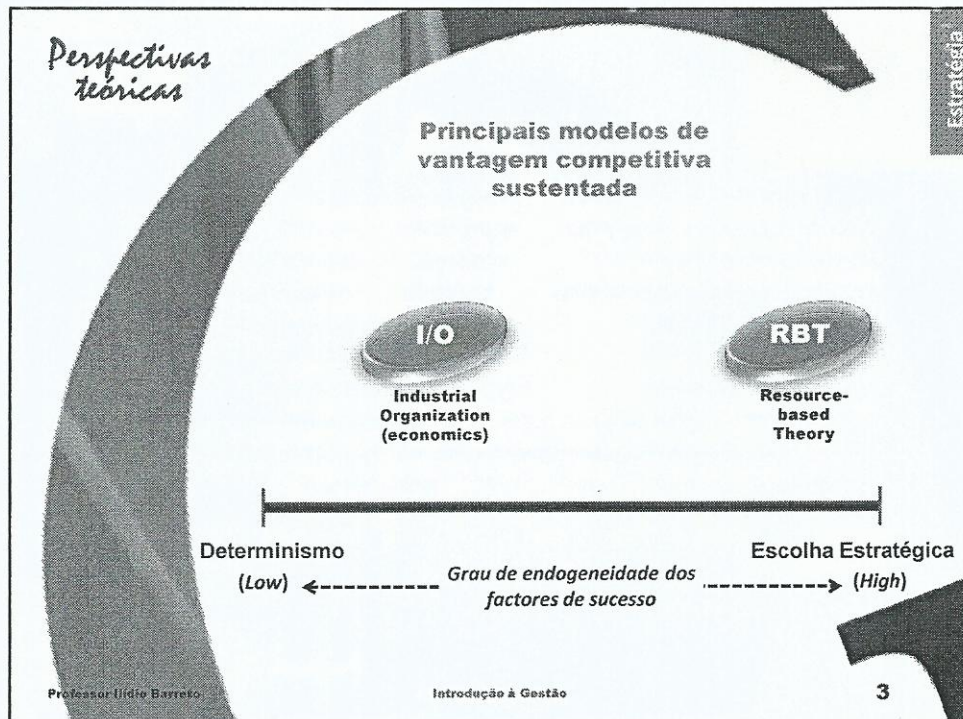 Perspectivas
teóricas
Estratégia
Principais modelos de
vantagem competitiva
sustentada
I/O
RBT
Industrial
Organization
(economics)
Resource-
based
Theory
Determinismo
Escolha Estratégica
(Low)
Grau de endogeneidade dos
factores de sucesso
(High)
Professor Ilídio Barreto
Introdução à Gestão
3